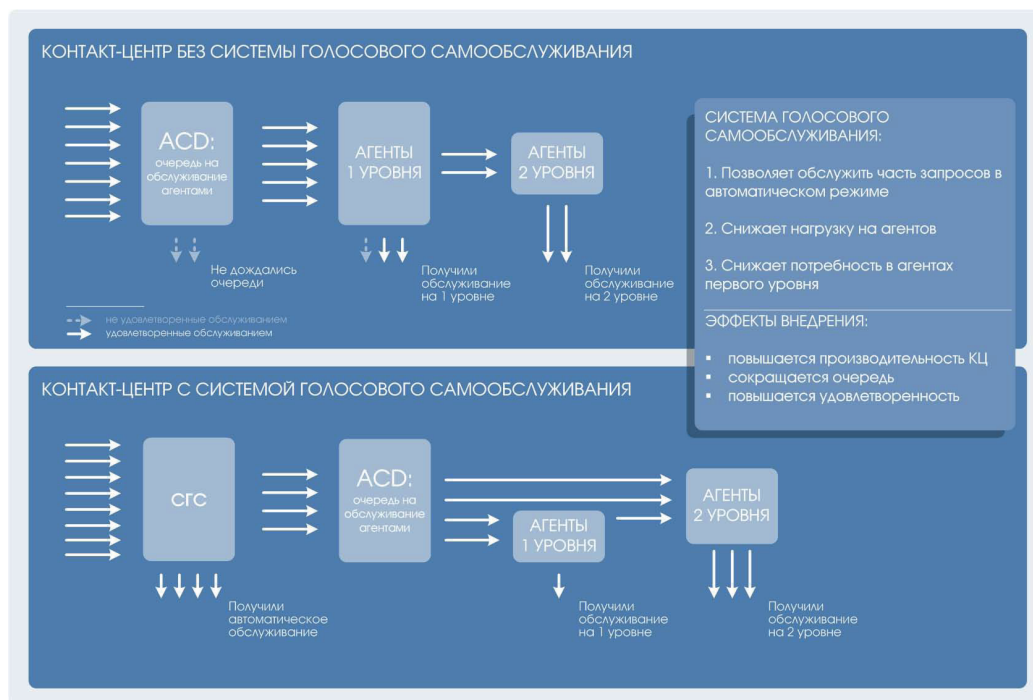 КОНТАКТ-ЦЕНТР БЕЗ СИСТЕМЫ ГОЛОСОВОГО САМООБСЛУЖИВАНИЯ
ACD:
очередь на
обслуживание
агентами
АГЕНТЫ
1 УРОВНЯ
АГЕНТЫ
2 УРОВНЯ
Не дождались
очереди
Получили
обслуживание
на 1 уровне
Получили
обслуживание
на 2 уровне
не удовлетворенные обслуживанием
удовлетворенные обслуживанием
СИСТЕМА ГОЛОСОВОГО
САМООБСЛУЖИВАНИЯ:
1. Позволяет обслужить часть запросов в
автоматическом режиме
2. Снижает нагрузку на агентов
3. Снижает потребность в агентах
первого уровня
ЭФФЕКТЫ ВНЕДРЕНИЯ:
▪ повышается производительность КЦ
▪ сокращается очередь
▪ повышается удовлетворенность
КОНТАКТ-ЦЕНТР С СИСТЕМОЙ ГОЛОСОВОГО САМООБСЛУЖИВАНИЯ
сгс
ACD:
очередь на
обслуживание
агентами
АГЕНТЫ
1 УРОВНЯ
АГЕНТЫ
2 УРОВНЯ
Получили
автоматическое
обслуживание
Получили
обслуживание
на 1 уровне
Получили
обслуживание
на 2 уровне